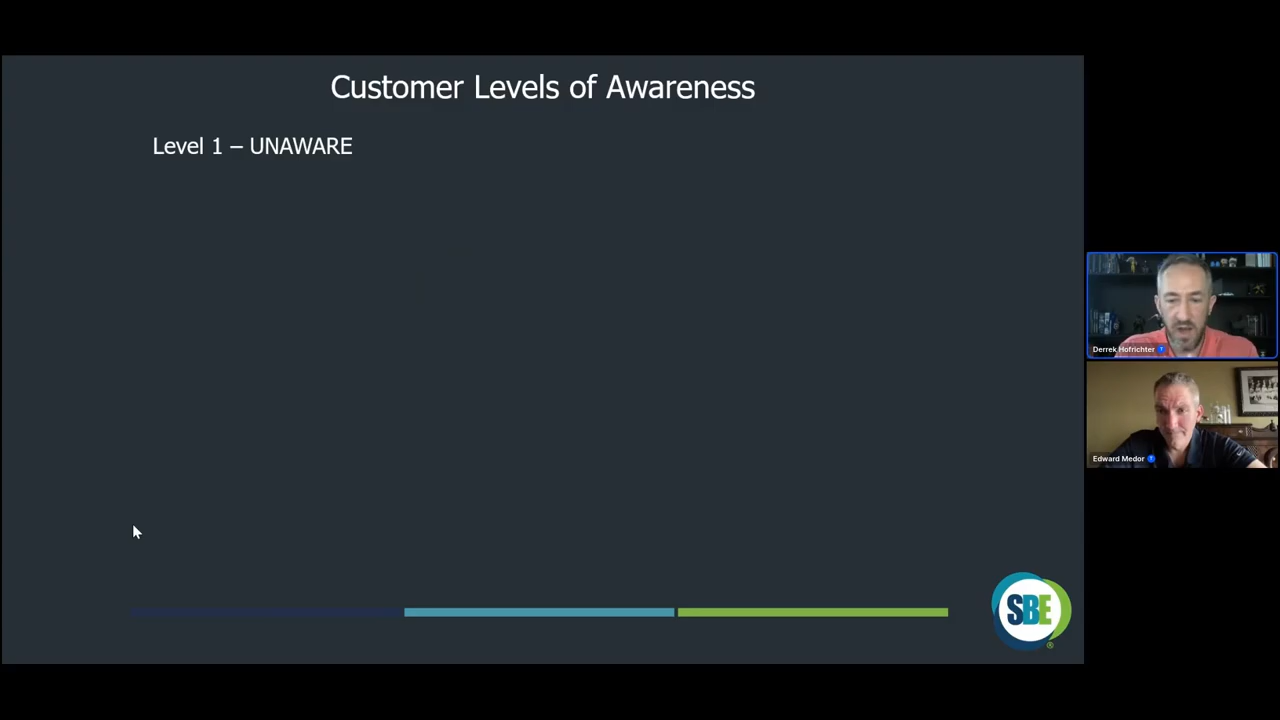 Customer Levels of Awareness
Level 1 – UNAWARE
Derrek Hofrichter
Edward Medor
SBE
®